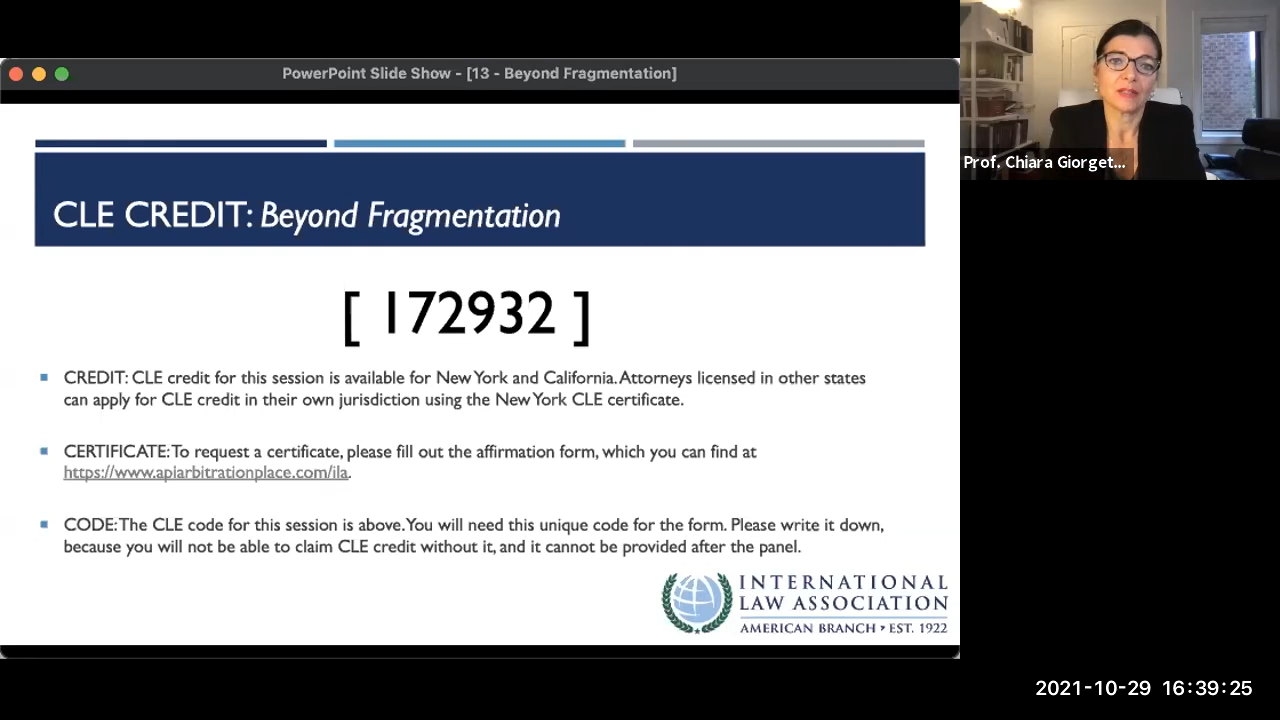 PowerPoint Slide Show - [13 - Beyond Fragmentation]
Prof. Chiara Giorget...
CLE CREDIT: Beyond Fragmentation
[ 172932 ]
CREDIT: CLE credit for this session is available for New York and California. Attorneys licensed in other states
can apply for CLE credit in their own jurisdiction using the New York CLE certificate.
CERTIFICATE: To request a certificate, please fill out the affirmation form, which you can find at
https://www.apiarbitrationplace.com/ila.
CODE: The CLE code for this session is above. You will need this unique code for the form. Please write it down,
because you will not be able to claim CLE credit without it, and it cannot be provided after the panel.
INTERNATIONAL
LAW ASSOCIATION
AMERICAN BRANCH • EST. 1922
2021-10-29 16:39:25